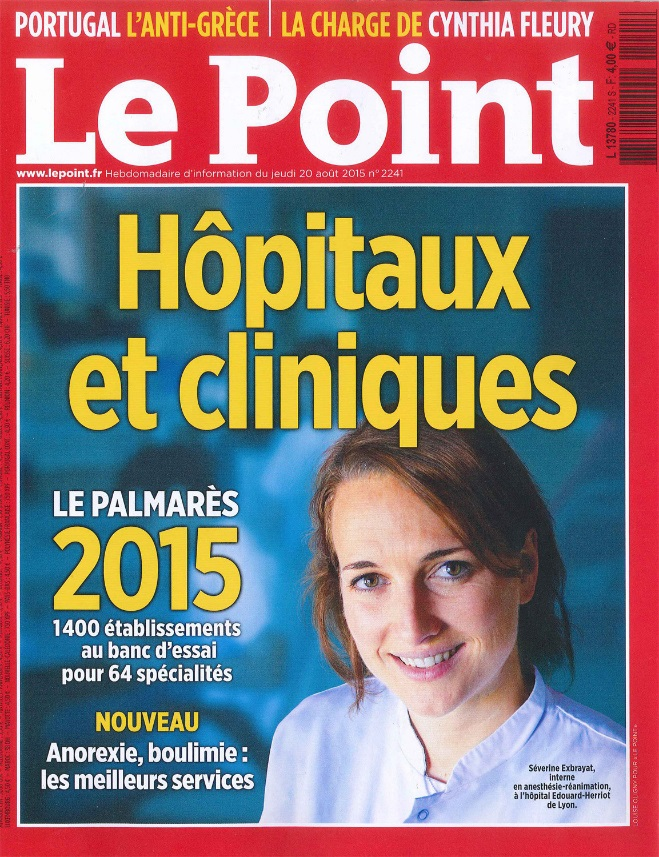 PORTUGAL L'ANTI-GRÈCE | LA CHARGE DE CYNTHIA FLEURY
Le Point
L 13780 - 2241 S - F: 4,00 € - RD
www.lepoint.fr Hebdomadaire d'information du jeudi 20 août 2015 n° 2241
Hôpitaux
et cliniques
LE PALMARÈS
2015
1400 établissements
au banc d'essai
pour 64 spécialités
NOUVEAU
Anorexie, boulimie :
les meilleurs services
Séverine Exbrayat,
interne
en anesthésie-réanimation,
à l'hôpital Edouard-Herriot
de Lyon.